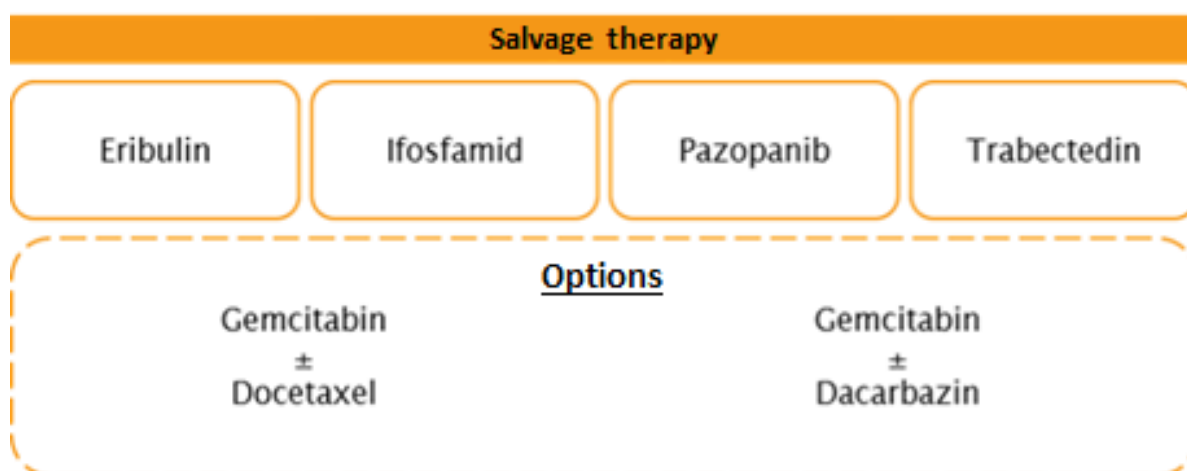 Salvage therapy
Eribulin
Ifosfamid
Pazopanib
Trabectedin
Options
Gemcitabin
±
Docetaxel
Gemcitabin
±
Dacarbazin